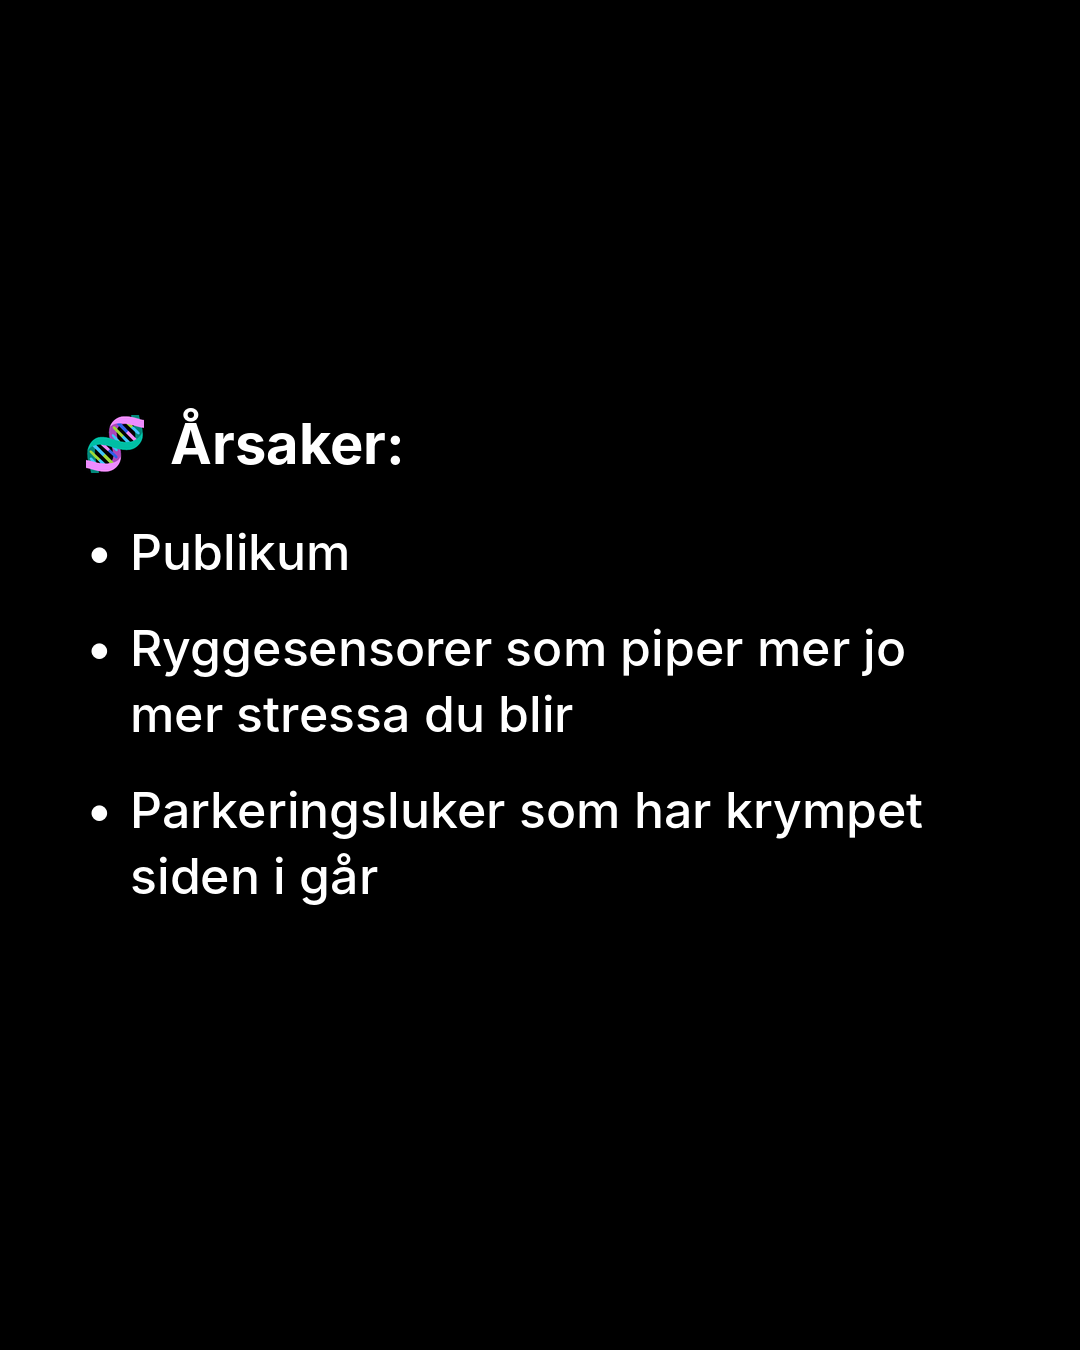 🧬 Årsaker:
• Publikum
• Ryggesensorer som piper mer jo
mer stressa du blir
• Parkeringsluker som har krympet
siden i går